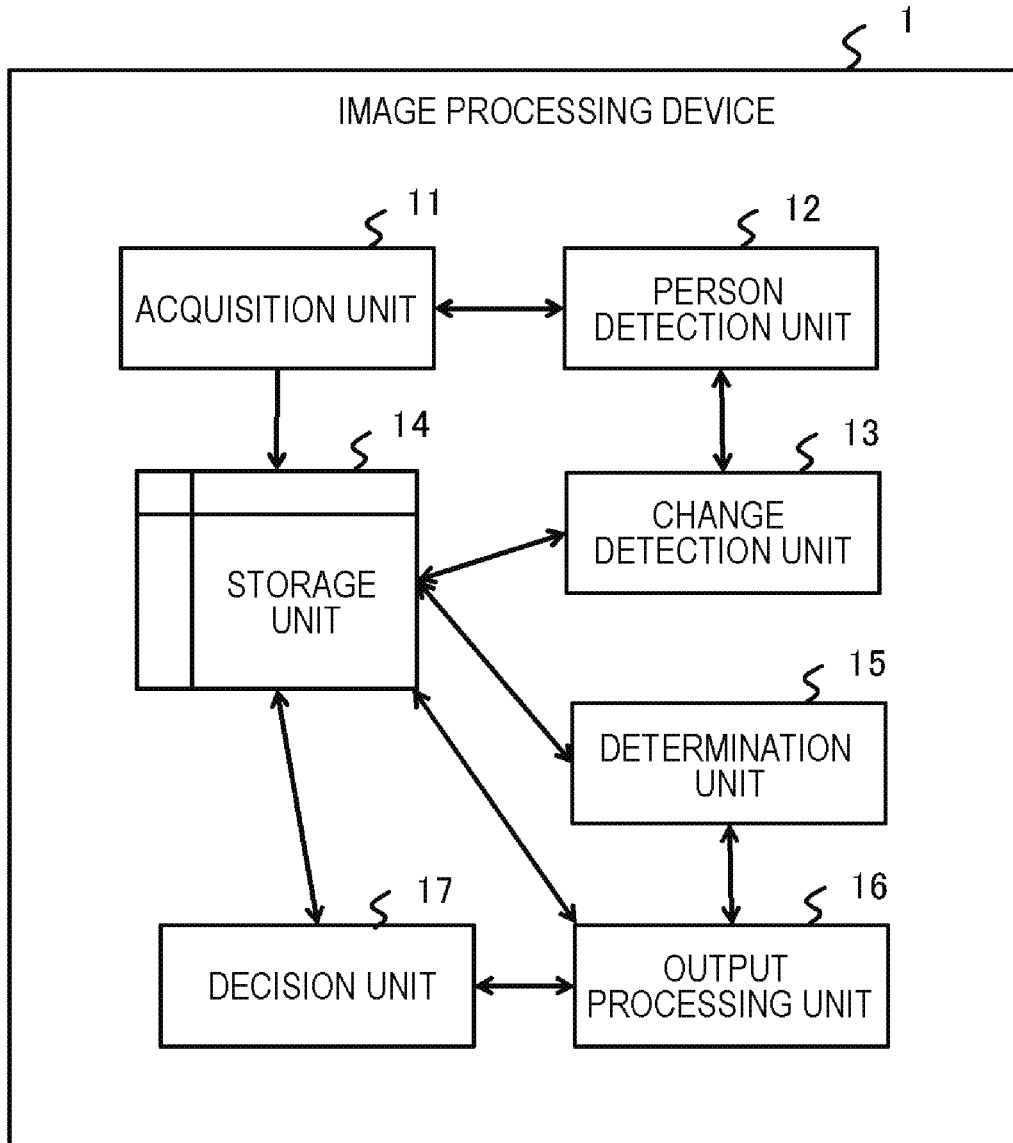 1
IMAGE PROCESSING DEVICE
11
ACQUISITION UNIT
12
PERSON
DETECTION UNIT
14
STORAGE
UNIT
13
CHANGE
DETECTION UNIT
15
DETERMINATION
UNIT
17
DECISION UNIT
16
OUTPUT
PROCESSING UNIT